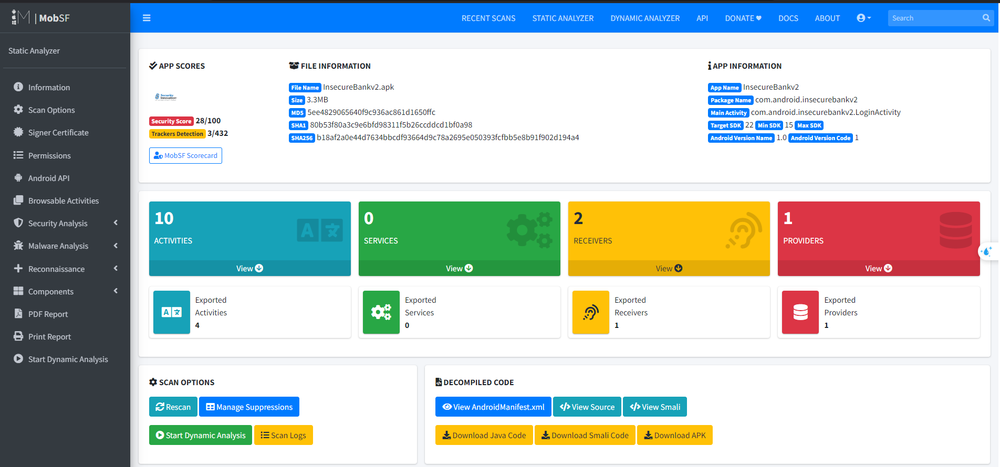 MobSF
RECENT SCANS
STATIC ANALYZER
DYNAMIC ANALYZER
API
DONATE
DOCS
ABOUT
Search
Static Analyzer
Information
Scan Options
Signer Certificate
Permissions
Android API
Browsable Activities
Security Analysis
Malware Analysis
Reconnaissance
Components
PDF Report
Print Report
Start Dynamic Analysis
APP SCORES
Security
Innovation
Security Score 28/100
Trackers Detection 3/432
MobSF Scorecard
FILE INFORMATION
File Name InsecureBankv2.apk
Size 3.3MB
MD5 5ee4829065640f9c936ac861d1650ffc
SHA1 80b53f80a3c9e6bfd98311f5b26ccddcd1bf0a98
SHA256 b18af2a0e44d7634bbcdf93664d9c78a2695e050393fcfbb5e8b91f902d194a4
APP INFORMATION
App Name InsecureBankv2
Package Name com.android.insecurebankv2
Main Activity com.android.insecurebankv2.LoginActivity
Target SDK 22 Min SDK 15 Max SDK
Android Version Name 1.0 Android Version Code 1
10
ACTIVITIES
View
0
SERVICES
View
2
RECEIVERS
View
1
PROVIDERS
View
Exported
Activities
4
Exported
Services
0
Exported
Receivers
1
Exported
Providers
1
SCAN OPTIONS
Rescan
Manage Suppressions
Start Dynamic Analysis
Scan Logs
DECOMPILED CODE
View AndroidManifest.xml
View Source
View Smali
Download Java Code
Download Smali Code
Download APK